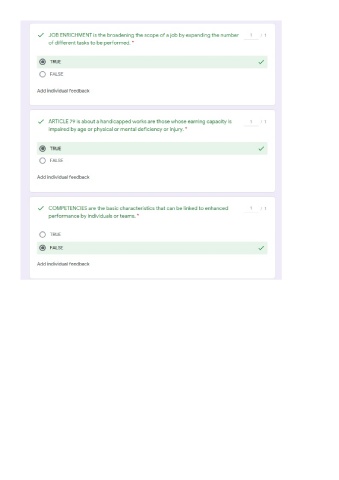 JOB ENRICHMENT is the broadening the scope of a job by expanding the number 1 / 1
of different tasks to be performed. *
TRUE
FALSE
Add individual feedback
ARTICLE 79 is about a handicapped works are those whose earning capacity is 1 / 1
impaired by age or physical or mental deficiency or injury. *
TRUE
FALSE
Add individual feedback
COMPETENCIES are the basic characteristics that can be linked to enhanced 1 / 1
performance by individuals or teams. *
TRUE
FALSE
Add individual feedback